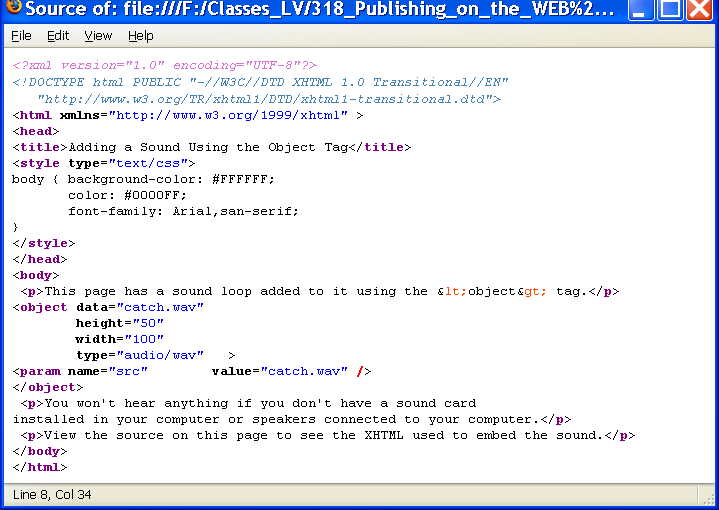 Source of: file:///F:/Classes_LV/318_Publishing_on_the_WEB%2...
File Edit View Help
<?xml version="1.0" encoding="UTF-8"?>
<!DOCTYPE html PUBLIC "-//W3C//DTD XHTML 1.0 Transitional//EN"
"http://www.w3.org/TR/xhtml1/DTD/xhtml1-transitional.dtd">
<html xmlns="http://www.w3.org/1999/xhtml" >
<head>
<title>Adding a Sound Using the Object Tag</title>
<style type="text/css">
body { background-color: #FFFFFF;
color: #0000FF;
font-family: Arial,san-serif;
}
</style>
</head>
<body>
<p>This page has a sound loop added to it using the &lt;object&gt; tag.</p>
<object data="catch.wav"
height="50"
width="100"
type="audio/wav" >
<param name="src" value="catch.wav" />
</object>
<p>You won't hear anything if you don't have a sound card
installed in your computer or speakers connected to your computer.</p>
<p>View the source on this page to see the XHTML used to embed the sound.</p>
</body>
</html>
Line 8, Col 34